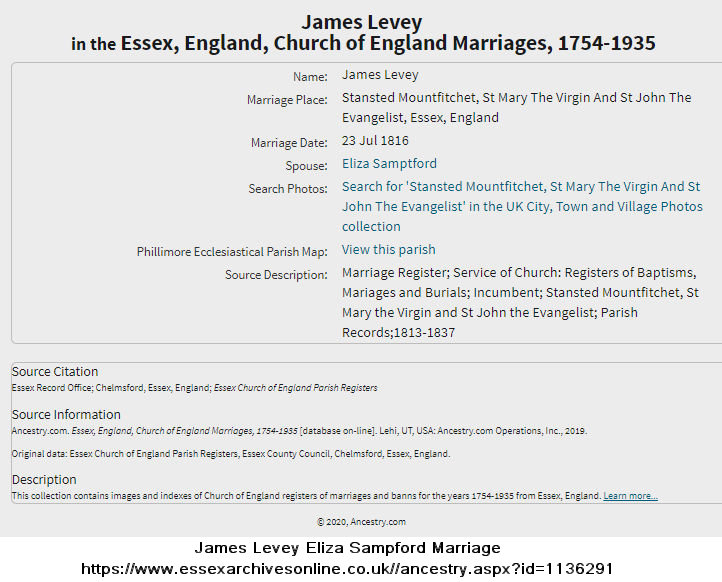 James Levey
in the Essex, England, Church of England Marriages, 1754-1935
Name: James Levey
Marriage Place: Stansted Mountfitchet, St Mary The Virgin And St John The
Evangelist, Essex, England
Marriage Date: 23 Jul 1816
Spouse: Eliza Samptford
Search Photos: Search for 'Stansted Mountfitchet, St Mary The Virgin And St
John The Evangelist' in the UK City, Town and Village Photos
collection
Phillimore Ecclesiastical Parish Map: View this parish
Source Description: Marriage Register; Service of Church: Registers of Baptisms,
Mariages and Burials; Incumbent; Stansted Mountfitchet, St
Mary the Virgin and St John the Evangelist; Parish
Records;1813-1837
Source Citation
Essex Record Office; Chelmsford, Essex, England; Essex Church of England Parish Registers
Source Information
Ancestry.com. Essex, England, Church of England Marriages, 1754-1935 [database on-line]. Lehi, UT, USA: Ancestry.com Operations, Inc., 2019.
Original data: Essex Church of England Parish Registers, Essex County Council, Chelmsford, Essex, England.
Description
This collection contains images and indexes of Church of England registers of marriages and banns for the years 1754-1935 from Essex, England. Learn more...
© 2020, Ancestry.com
James Levey Eliza Sampford Marriage
https://www.essexarchivesonline.co.uk//ancestry.aspx?id=1136291